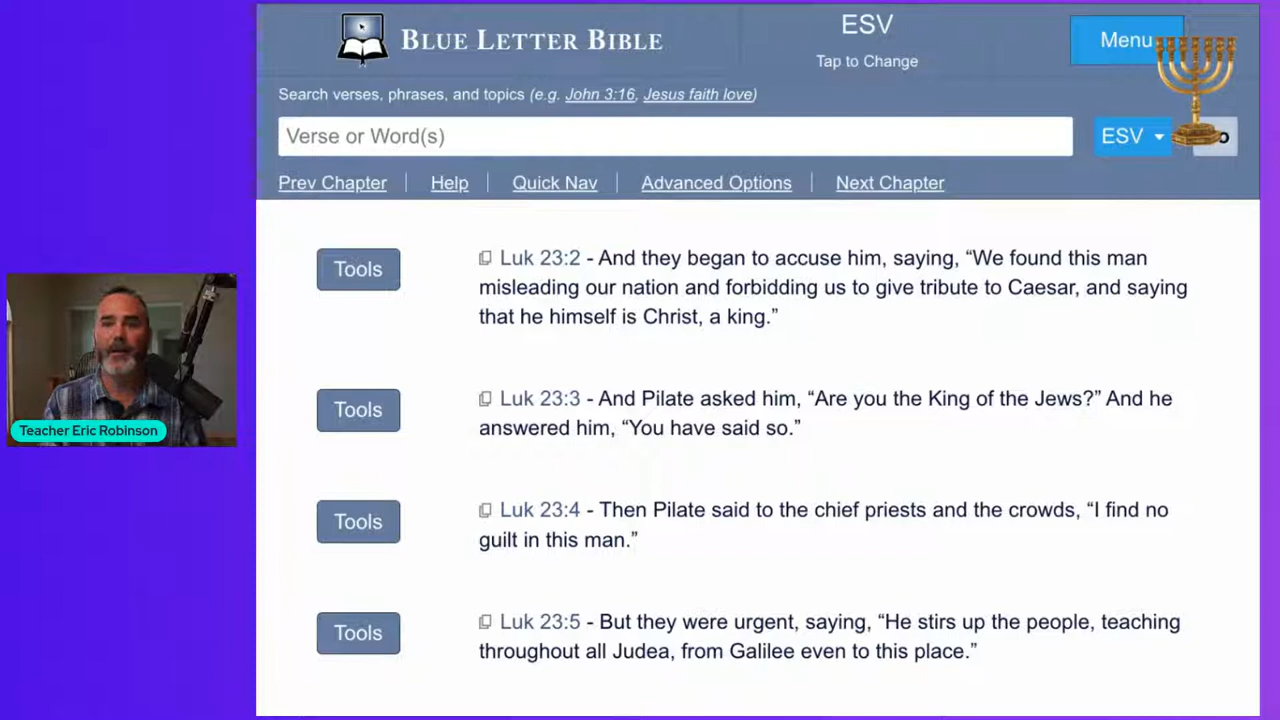 BLUE LETTER BIBLE
ESV
Tap to Change
Menu
Search verses, phrases, and topics (e.g. John 3:16, Jesus faith love)
Verse or Word(s)
ESV
Prev Chapter
Help
Quick Nav
Advanced Options
Next Chapter
Tools
Luk 23:2 - And they began to accuse him, saying, “We found this man
misleading our nation and forbidding us to give tribute to Caesar, and saying
that he himself is Christ, a king.”
Tools
Luk 23:3 - And Pilate asked him, “Are you the King of the Jews?” And he
answered him, “You have said so.”
Tools
Luk 23:4 - Then Pilate said to the chief priests and the crowds, “I find no
guilt in this man.”
Tools
Luk 23:5 - But they were urgent, saying, “He stirs up the people, teaching
throughout all Judea, from Galilee even to this place.”
Teacher Eric Robinson